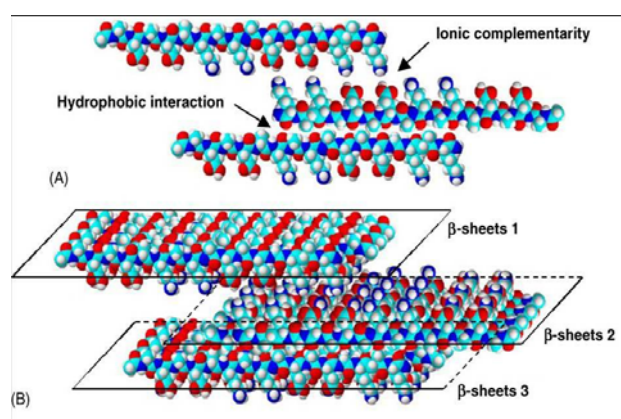 Ionic complementarity
Hydrophobic interaction
(A)
β-sheets 1
β-sheets 2
β-sheets 3
(B)